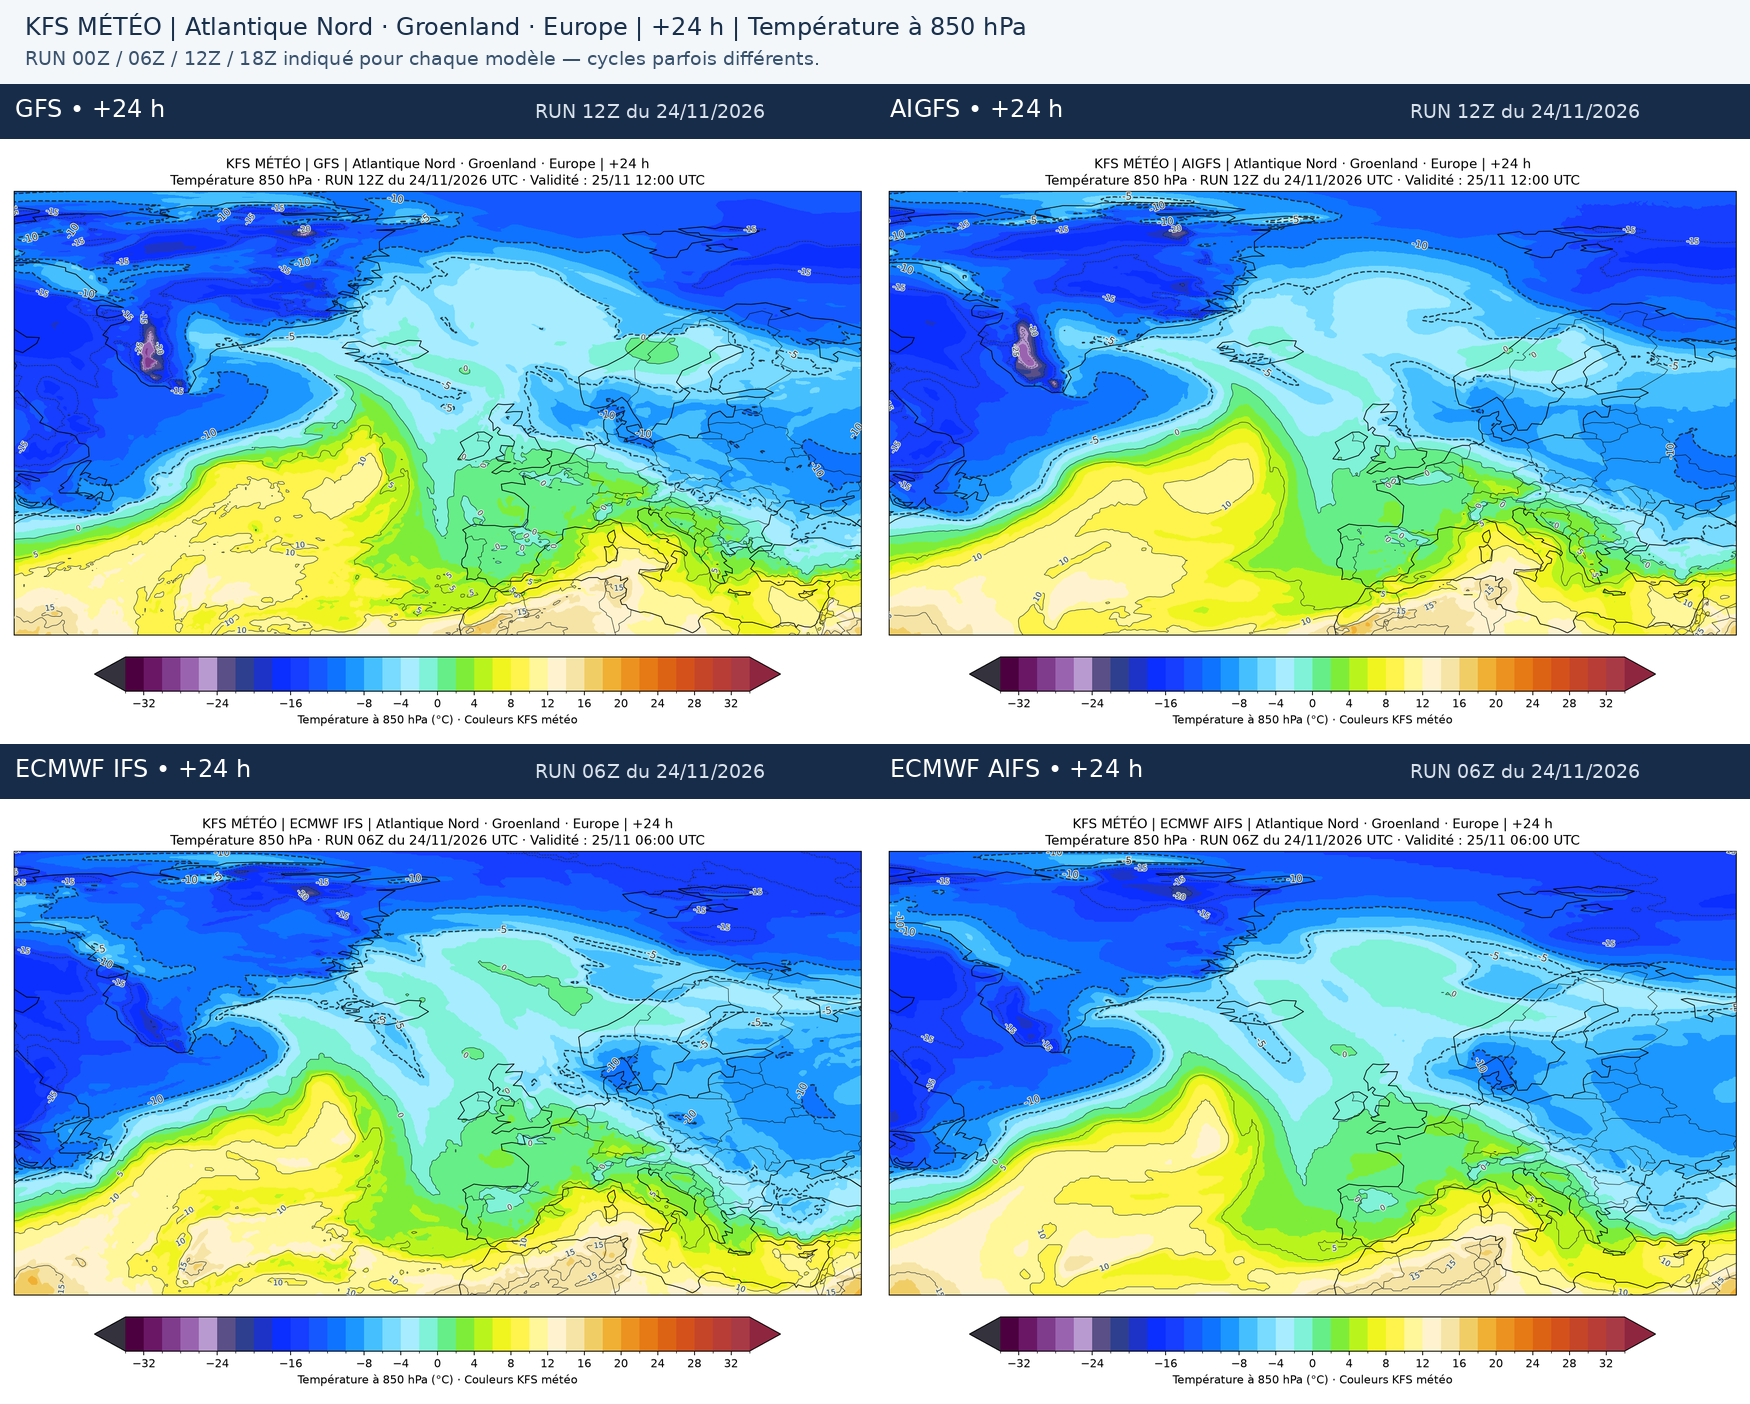 KFS MÉTÉO | Atlantique Nord · Groenland · Europe | +24 h | Température à 850 hPa
RUN 00Z / 06Z / 12Z / 18Z indiqué pour chaque modèle — cycles parfois différents.
GFS • +24 h
RUN 12Z du 24/11/2026
AIGFS • +24 h
RUN 12Z du 24/11/2026
KFS MÉTÉO | GFS | Atlantique Nord · Groenland · Europe | +24 h
Température 850 hPa · RUN 12Z du 24/11/2026 UTC · Validité : 25/11 12:00 UTC
KFS MÉTÉO | AIGFS | Atlantique Nord · Groenland · Europe | +24 h
Température 850 hPa · RUN 12Z du 24/11/2026 UTC · Validité : 25/11 12:00 UTC
−32 −24 −16 −8 −4 0 4 8 12 16 20 24 28 32
Température à 850 hPa (°C) · Couleurs KFS météo
−32 −24 −16 −8 −4 0 4 8 12 16 20 24 28 32
Température à 850 hPa (°C) · Couleurs KFS météo
ECMWF IFS • +24 h
RUN 06Z du 24/11/2026
ECMWF AIFS • +24 h
RUN 06Z du 24/11/2026
KFS MÉTÉO | ECMWF IFS | Atlantique Nord · Groenland · Europe | +24 h
Température 850 hPa · RUN 06Z du 24/11/2026 UTC · Validité : 25/11 06:00 UTC
KFS MÉTÉO | ECMWF AIFS | Atlantique Nord · Groenland · Europe | +24 h
Température 850 hPa · RUN 06Z du 24/11/2026 UTC · Validité : 25/11 06:00 UTC
−32 −24 −16 −8 −4 0 4 8 12 16 20 24 28 32
Température à 850 hPa (°C) · Couleurs KFS météo
−32 −24 −16 −8 −4 0 4 8 12 16 20 24 28 32
Température à 850 hPa (°C) · Couleurs KFS météo